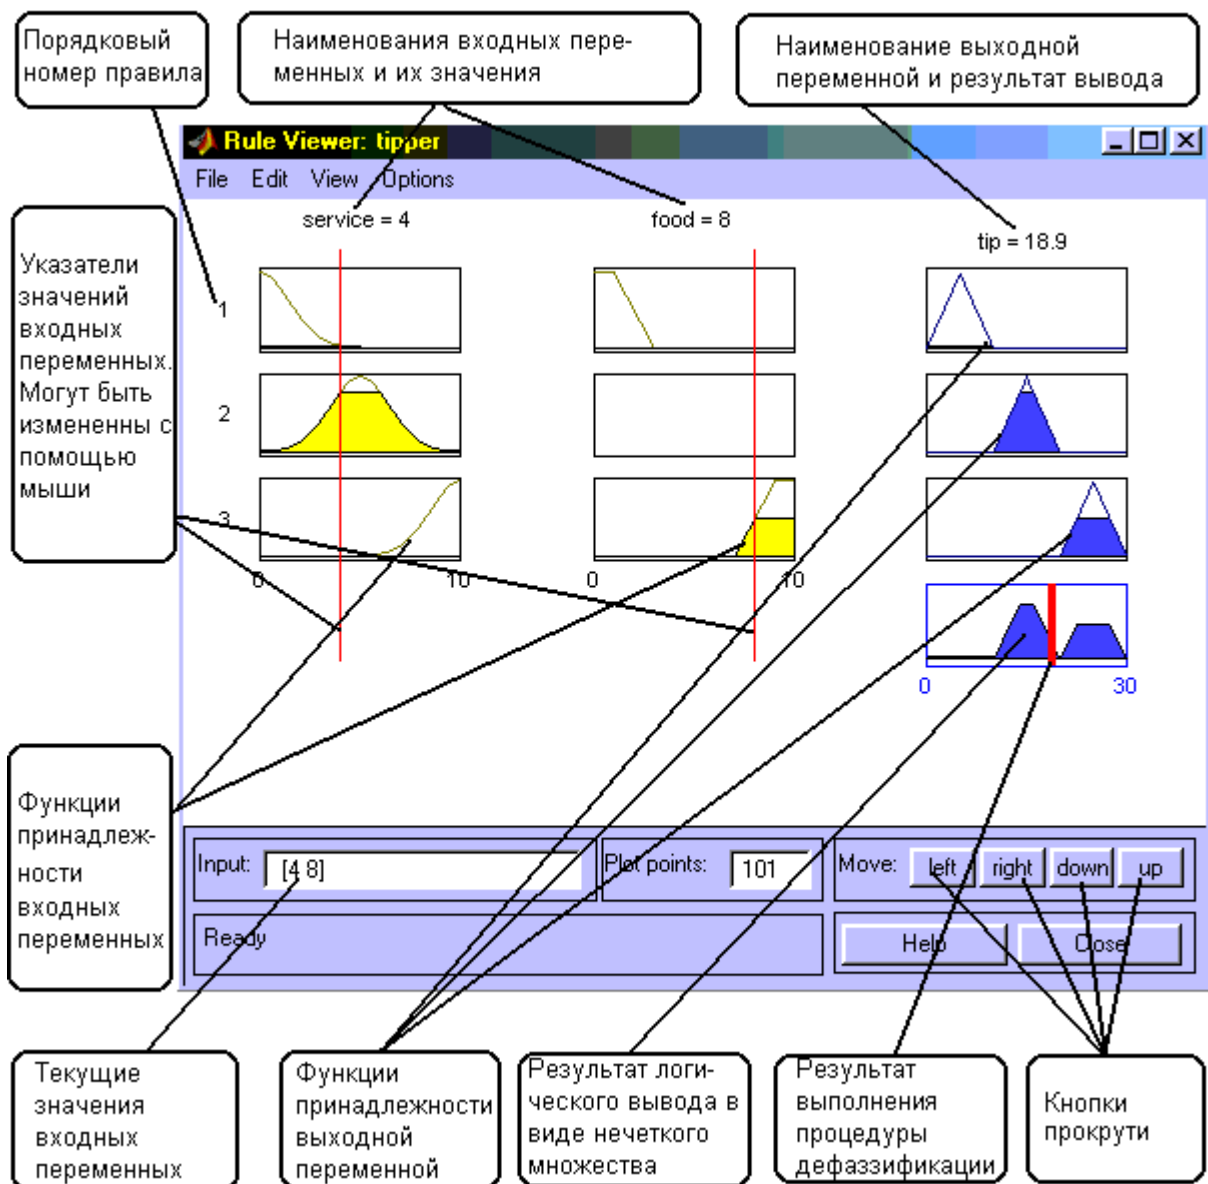 Порядковый
номер правила
Наименования входных пере-
менных и их значения
Наименование выходной
переменной и результат вывода
Rule Viewer: tipper
File Edit View Options
service = 4
food = 8
tip = 18.9
Указатели
значений
входных
переменных.
Могут быть
измененны с
помощью
мыши
1
2
3
0
10
0
10
0
30
Функции
принадлеж-
ности
входных
переменных
Input:
[4 8]
Plot points:
101
Move:
left
right
down
up
Ready
Help
Close
Текущие
значения
входных
переменных
Функции
принадлежности
выходной
переменной
Результат логи-
ческого вывода в
виде нечеткого
множества
Результат
выполнения
процедуры
дефаззификации
Кнопки
прокрути